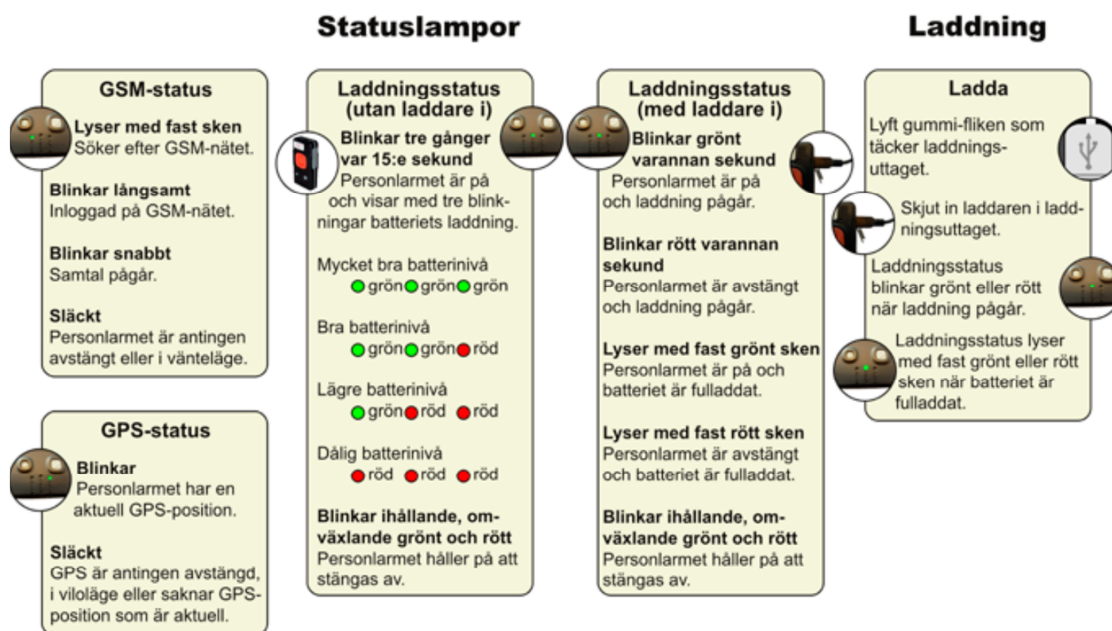 Statuslampor
Laddning
GSM-status
Lyser med fast sken
Söker efter GSM-nätet.
Blinkar långsamt
Inloggad på GSM-nätet.
Blinkar snabbt
Samtal pågår.
Släckt
Personlarmet är antingen
avstängt eller i vänteläge.
GPS-status
Blinkar
Personlarmet har en
aktuell GPS-position.
Släckt
GPS är antingen avstängd,
i viloläge eller saknar GPS-
position som är aktuell.
Laddningsstatus
(utan laddare i)
Blinkar tre gånger
var 15:e sekund
Personlarmet är på
och visar med tre blink-
ningar batteriets laddning.
Mycket bra batterinivå
grön grön grön
Bra batterinivå
grön grön röd
Lägre batterinivå
grön röd röd
Dålig batterinivå
röd röd röd
Blinkar ihållande, om-
växlande grönt och rött
Personlarmet håller på att
stängas av.
Laddningsstatus
(med laddare i)
Blinkar grönt
varannan sekund
Personlarmet är på
och laddning pågår.
Blinkar rött varannan
sekund
Personlarmet är avstängt
och laddning pågår.
Lyser med fast grönt sken
Personlarmet är på och
batteriet är fulladdat.
Lyser med fast rött sken
Personlarmet är avstängt
och batteriet är fulladdat.
Blinkar ihållande, om-
växlande grönt och rött
Personlarmet håller på att
stängas av.
Ladda
Lyft gummi-fliken som
täcker laddnings-
uttaget.
Skjut in laddaren i ladd-
ningsuttaget.
Laddningsstatus
blinkar grönt eller rött
när laddning pågår.
Laddningsstatus lyser
med fast grönt eller rött
sken när batteriet är
fulladdat.